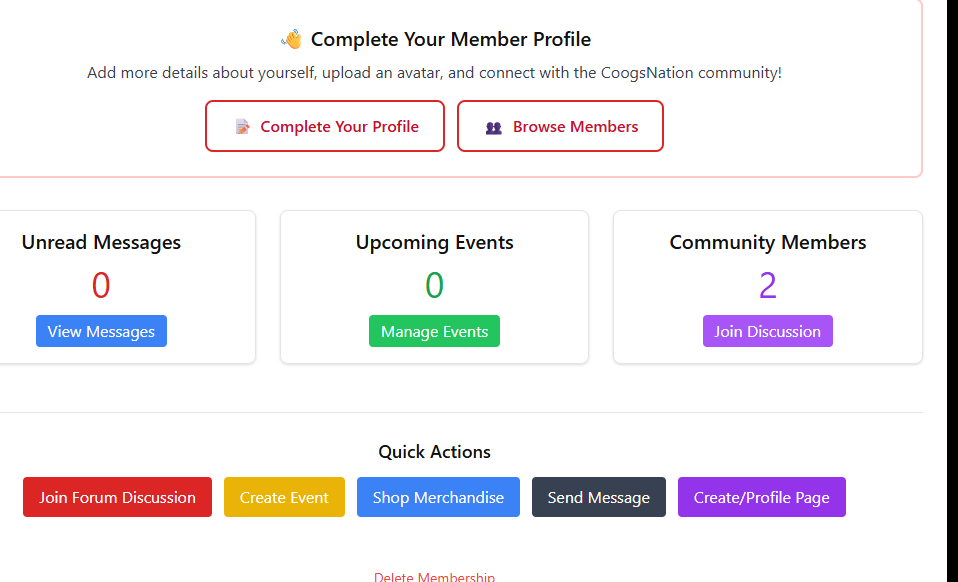 Complete Your Member Profile
Add more details about yourself, upload an avatar, and connect with the CoogsNation community!
Complete Your Profile
Browse Members
Unread Messages
0
View Messages
Upcoming Events
0
Manage Events
Community Members
2
Join Discussion
Quick Actions
Join Forum Discussion
Create Event
Shop Merchandise
Send Message
Create/Profile Page
Delete Membership